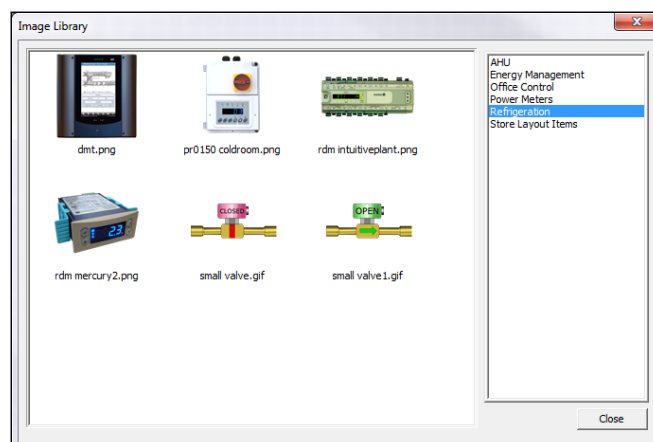 Image Library
dmt.png
pr0150 coldroom.png
rdm intuitiveplant.png
CLOSED
OPEN
23
rdm mercury2.png
small valve.gif
small valve1.gif
AHU
Energy Management
Office Control
Power Meters
Refrigeration
Store Layout Items
Close